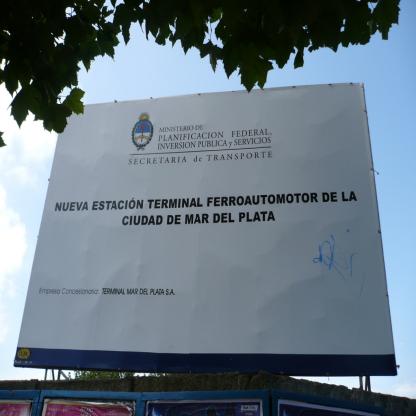 MINISTERIO DE
PLANIFICACION FEDERAL,
INVERSION PUBLICA Y SERVICIOS
SECRETARIA de TRANSPORTE
NUEVA ESTACIÓN TERMINAL FERROAUTOMOTOR DE LA
CIUDAD DE MAR DEL PLATA
Empresa Concesionaria: TERMINAL MAR DEL PLATA S.A.